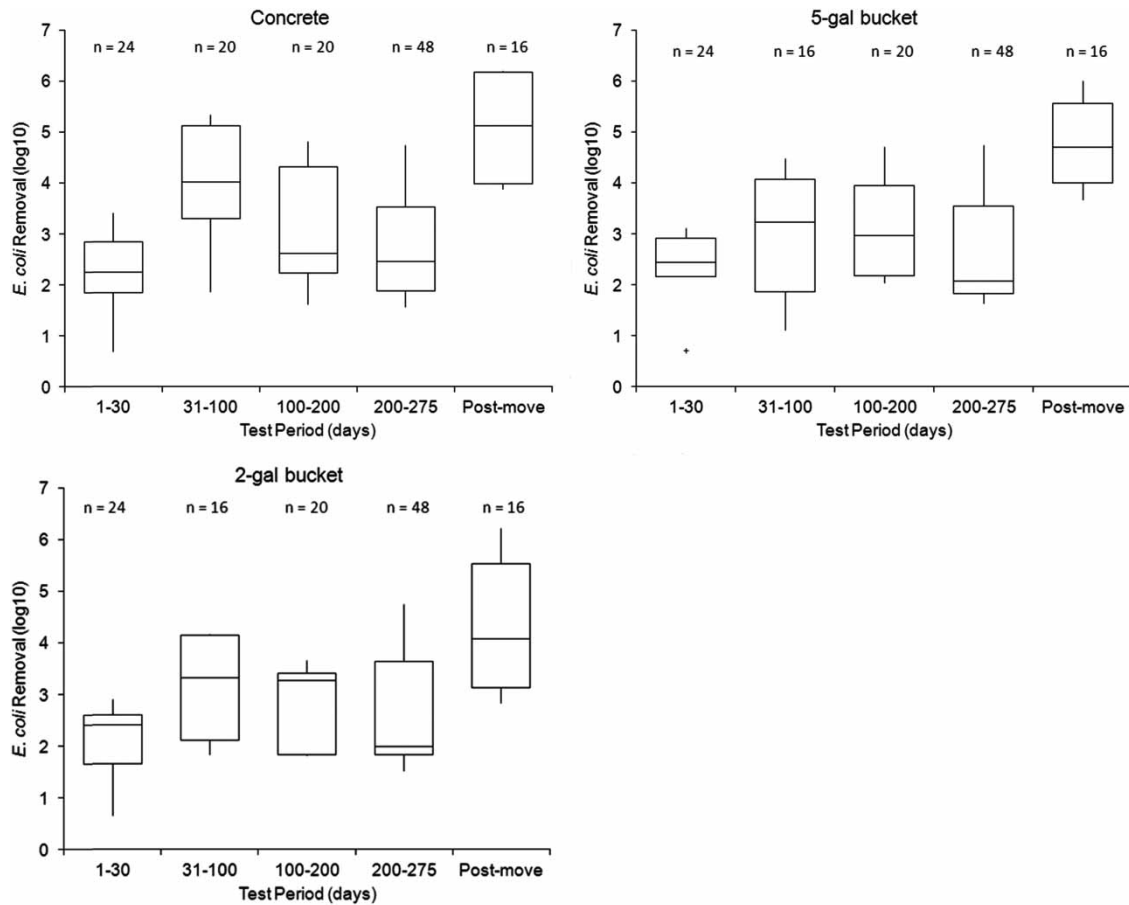 Concrete
7
6
5
4
3
2
1
0
E. coli Removal (log10)
n = 24 n = 20 n = 20 n = 48 n = 16
1-30 31-100 100-200 200-275 Post-move
Test Period (days)
5-gal bucket
7
6
5
4
3
2
1
0
E. coli Removal (log10)
n = 24 n = 16 n = 20 n = 48 n = 16
1-30 31-100 100-200 200-275 Post-move
Test Period (days)
2-gal bucket
7
6
5
4
3
2
1
0
E. coli Removal (log10)
n = 24 n = 16 n = 20 n = 48 n = 16
1-30 31-100 100-200 200-275 Post-move
Test Period (days)